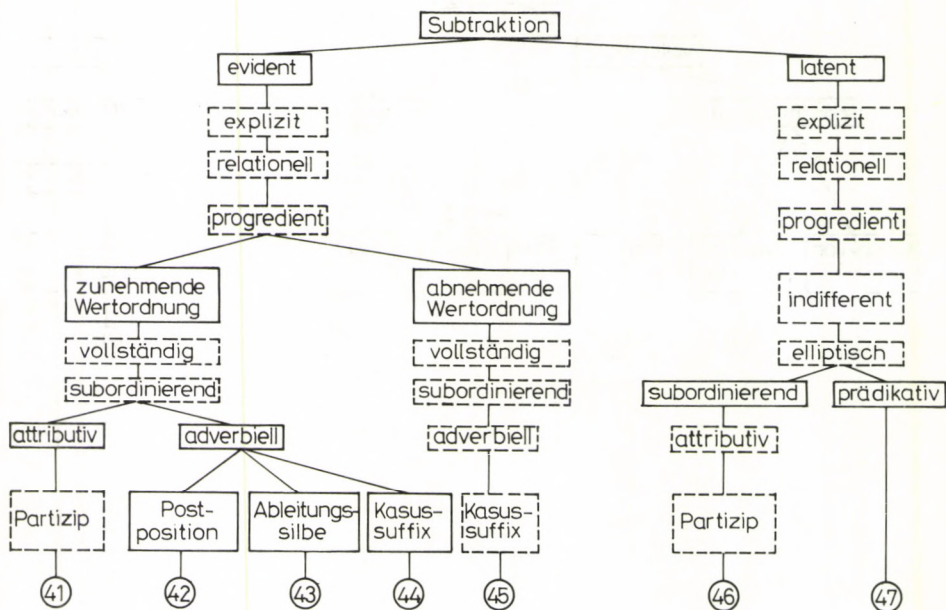 Subtraktion
evident
latent
explizit
explizit
relationell
relationell
progredient
progredient
zunehmende
Wertordnung
abnehmende
Wertordnung
indifferent
vollständig
vollständig
elliptisch
subordinierend
subordinierend
subordinierend
prädikativ
attributiv
adverbiell
adverbiell
attributiv
Partizip
Post-
position
Ableitungs-
silbe
Kasus-
suffix
Kasus-
suffix
Partizip
41
42
43
44
45
46
47